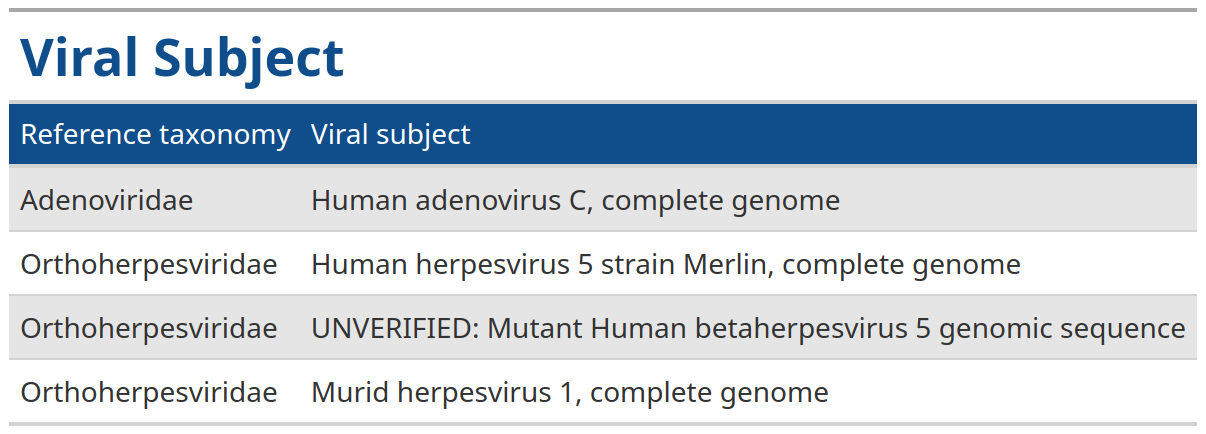 Viral Subject
Reference taxonomy Viral subject
Adenoviridae Human adenovirus C, complete genome
Orthoherpesviridae Human herpesvirus 5 strain Merlin, complete genome
Orthoherpesviridae UNVERIFIED: Mutant Human betaherpesvirus 5 genomic sequence
Orthoherpesviridae Murid herpesvirus 1, complete genome